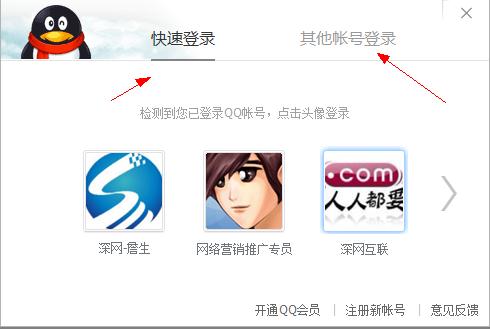 快速登录 其他帐号登录
检测到您已登录QQ帐号，点击头像登录
.com
人人都要
深网-詹生 网络营销推广专员 深网互联
开通QQ会员 | 注册新帐号 | 意见反馈